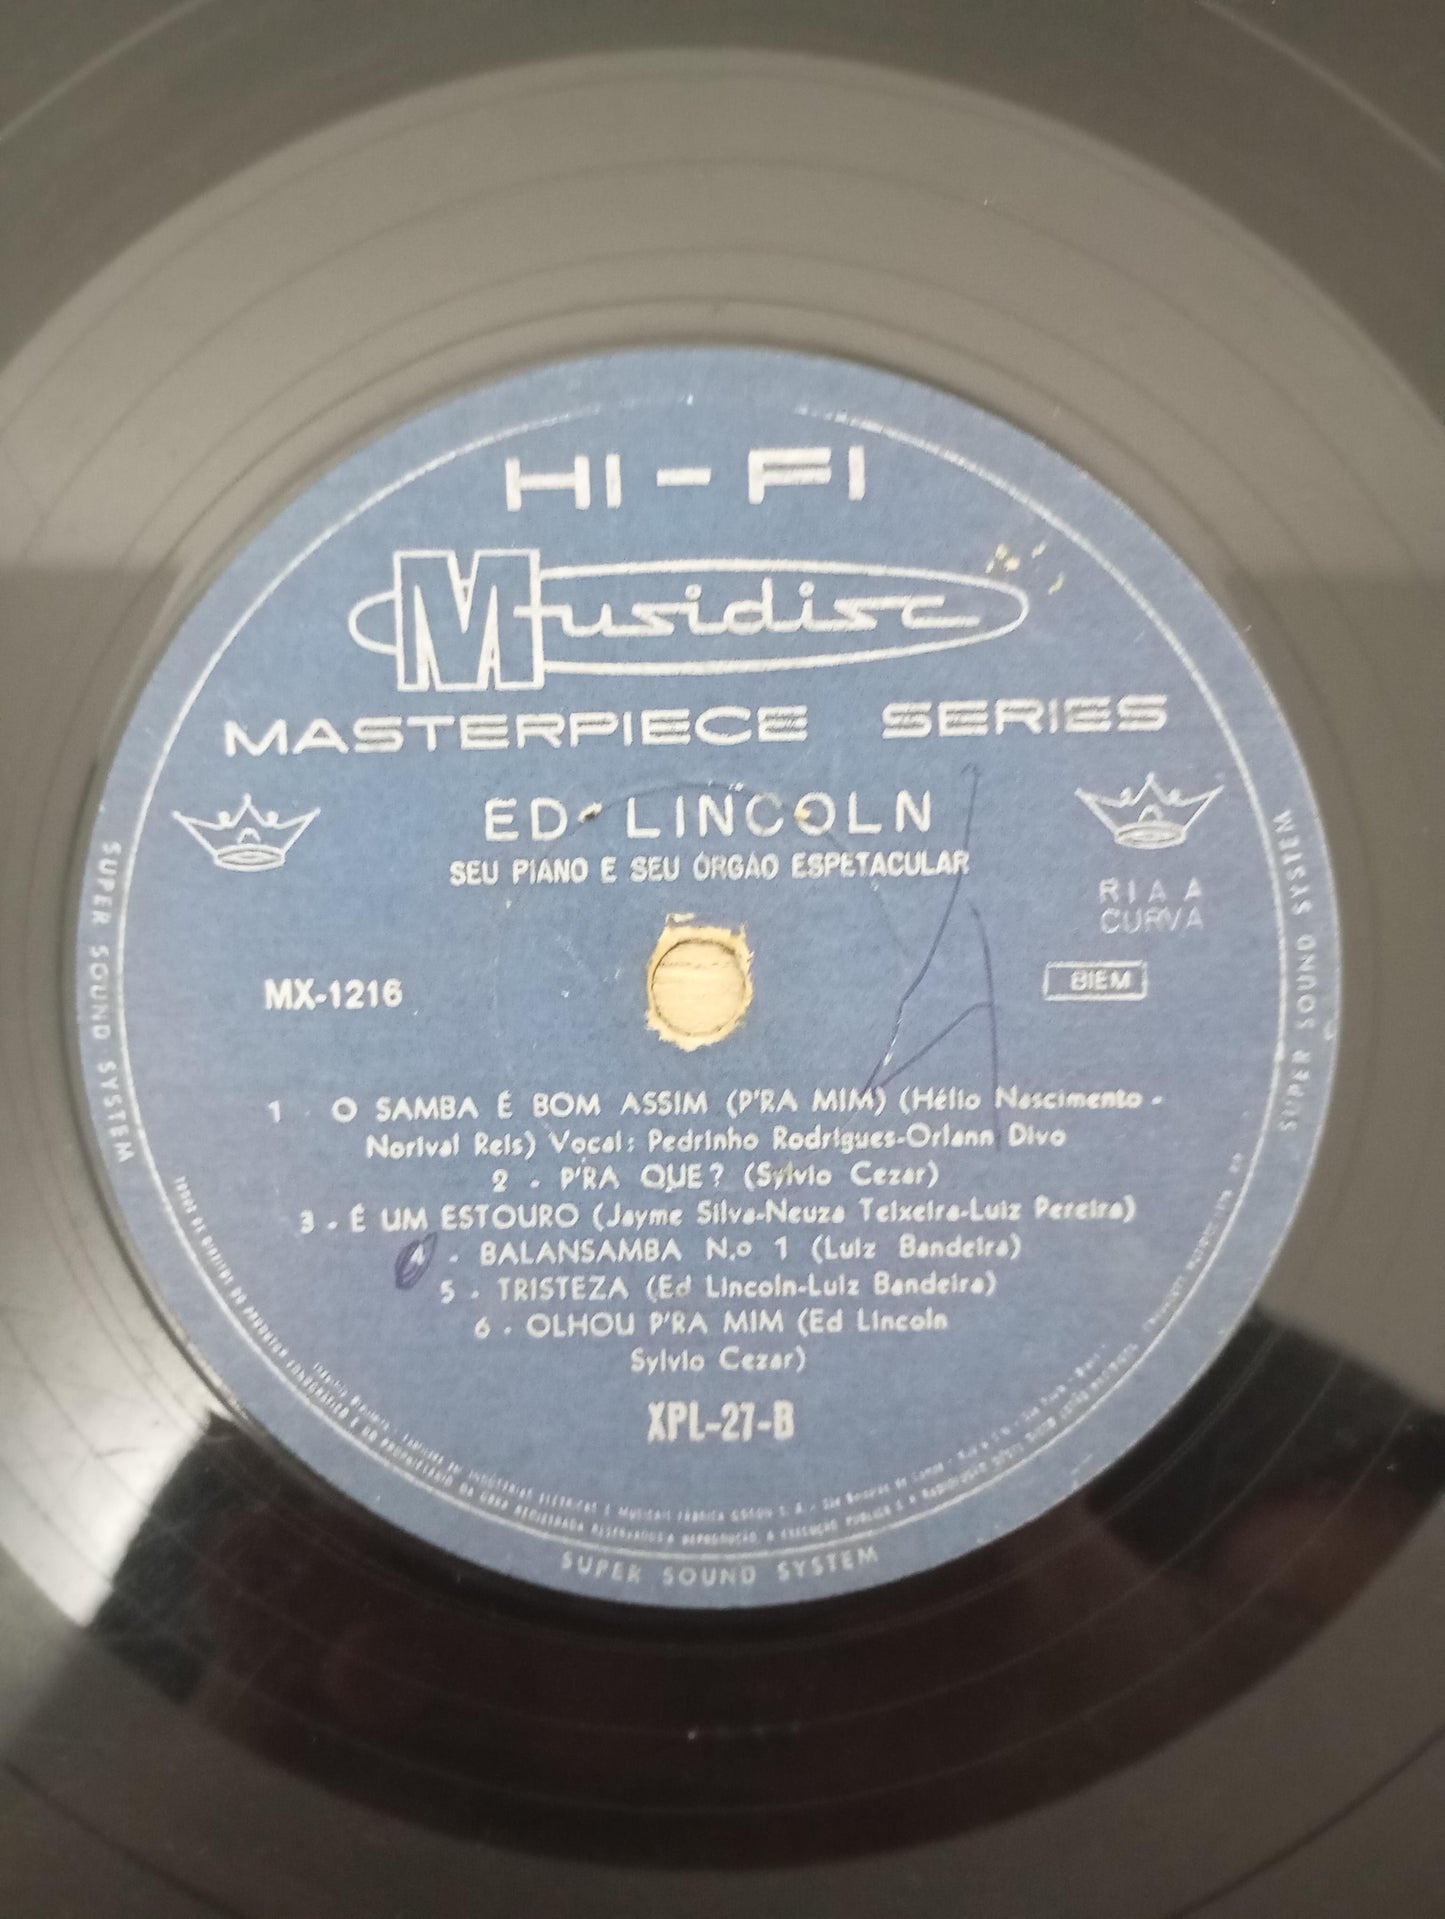 HI-FI
Musidisc
MASTERPIECE SERIES
ED LINCOLN
SEU PIANO E SEU ÓRGÃO ESPETACULAR
RIAA
CURVA
MX-1216
BIEM
1 - O SAMBA É BOM ASSIM (P'RA MIM) (Hélio Nascimento -
Norival Reis) Vocal: Pedrinho Rodrigues-Orlann Divo
2 - P'RA QUE? (Sylvio Cezar)
3 - É UM ESTOURO (Jayme Silva-Neuza Teixeira-Luiz Pereira)
4 - BALANSAMBA N.o 1 (Luiz Bandeira)
5 - TRISTEZA (Ed Lincoln-Luiz Bandeira)
6 - OLHOU P'RA MIM (Ed Lincoln
Sylvio Cezar)
XPL-27-B
SUPER SOUND SYSTEM
SUPER SOUND SYSTEM
SUPER SOUND SYSTEM